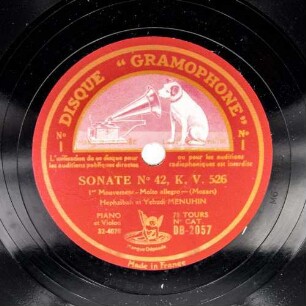 DISQUE "GRAMOPHONE"
No
1
No
1
L'utilisation de ce disque pour
les auditions publiques directes
ou pour les auditions
radiophoniques est interdite
SONATE No 42, K. V. 526
1er Mouvement - Molto allegro - (Mozart)
Hephzibah et Yehudi MENUHIN
PIANO
et Violon
78 TOURS
No CAT.
DB-2057
Made in France